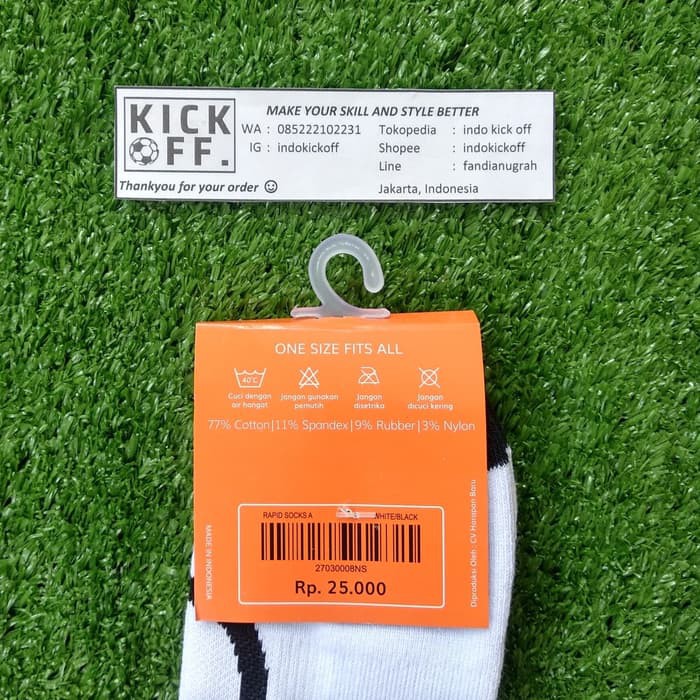 KICK
OFF.
MAKE YOUR SKILL AND STYLE BETTER
WA : 085222102231
IG : indokickoff
Tokopedia : indo kick off
Shopee : indokickoff
Line : fandianugrah
Thankyou for your order ☺
Jakarta, Indonesia
ONE SIZE FITS ALL
40°C
Cuci dengan
air hangat
Jangan gunakan
pemutih
Jangan
disetrika
Jangan
dicuci kering
77% Cotton|11% Spandex|9% Rubber|3% Nylon
RAPID SOCKS A
WHITE/BLACK
27030008NS
Rp. 25.000
MADE IN INDONESIA
Diproduksi Oleh: CV Harapan Baru